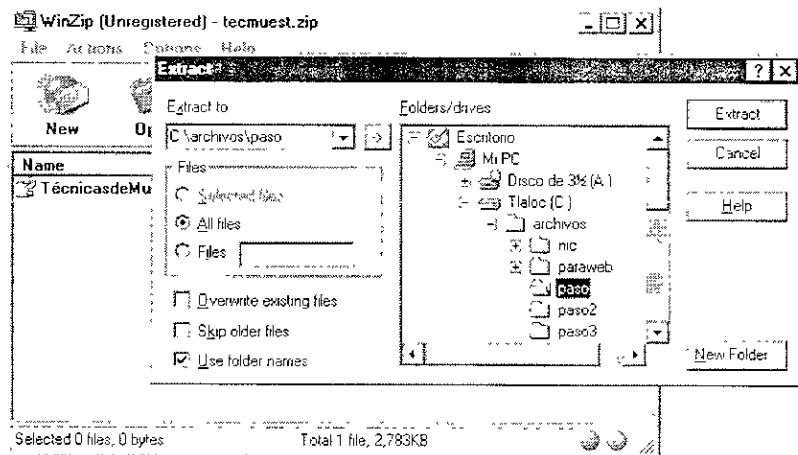 WinZip (Unregistered) - tecmuest.zip
File Actions Options Help
Extract
New
Name
TécnicasdeMu
Extract to
C:\archivos\paso
Files
Selected files
All files
Files
Overwrite existing files
Skip older files
Use folder names
Folders/drives
Escritorio
Mi PC
Disco de 3½ (A:)
Tlaloc (C:)
archivos
nic
paraweb
paso
paso2
paso3
Extract
Cancel
Help
New Folder
Selected 0 files, 0 bytes
Total 1 file, 2,783KB